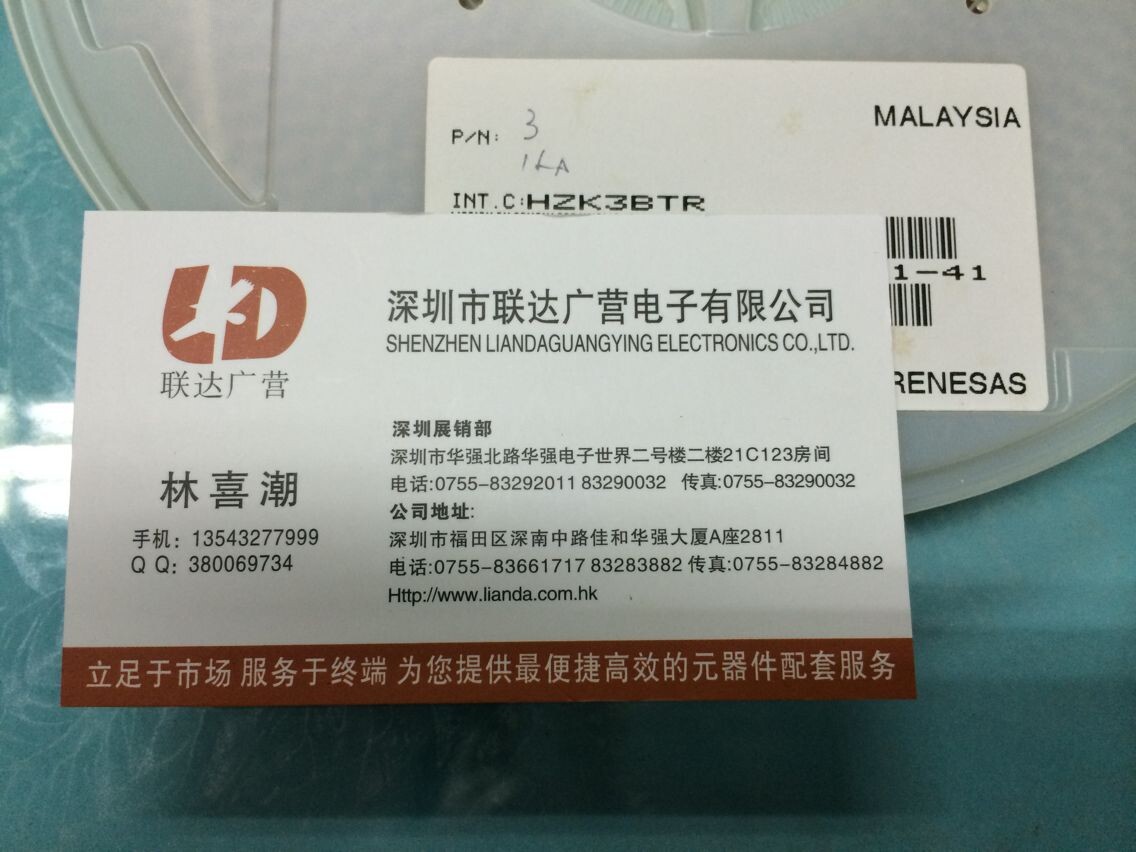 MALAYSIA
P/N: 3
INT.C:HZK3BTR
1-41
RENESAS
LD
联达广营
深圳市联达广营电子有限公司
SHENZHEN LIANDAGUANGYING ELECTRONICS CO.,LTD.
林喜潮
手机：13543277999
Q Q：380069734
深圳展销部
深圳市华强北路华强电子世界二号楼二楼21C123房间
电话:0755-83292011 83290032 传真:0755-83290032
公司地址:
深圳市福田区深南中路佳和华强大厦A座2811
电话:0755-83661717 83283882 传真:0755-83284882
Http://www.lianda.com.hk
立足于市场 服务于终端 为您提供最便捷高效的元器件配套服务